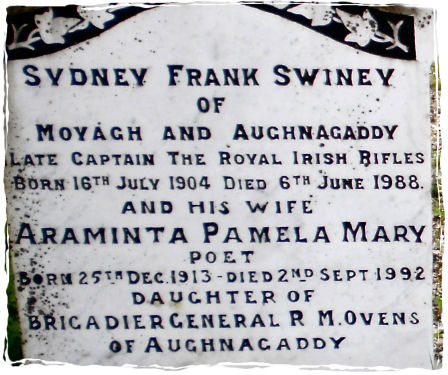 SYDNEY FRANK SWINEY
OF
MOYAGH AND AUGHNAGADDY
LATE CAPTAIN THE ROYAL IRISH RIFLES
BORN 16TH JULY 1904 DIED 6TH JUNE 1988.
AND HIS WIFE
ARAMINTA PAMELA MARY
POET
BORN 25TH DEC. 1913 - DIED 2ND SEPT 1992
DAUGHTER OF
BRIGADIER GENERAL R M. OVENS
OF AUGHNAGADDY